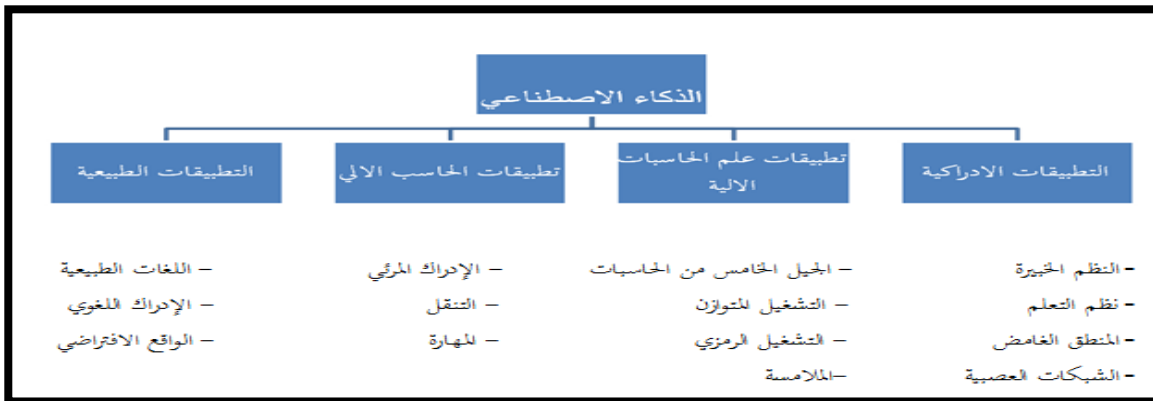 الذكاء الاصطناعي
التطبيقات الادراكية
تطبيقات علم الحاسبات
الالية
تطبيقات الحاسب الالي
التطبيقات الطبيعية
- النظم الخبيرة
- نظم التعلم
- المنطق الغامض
- الشبكات العصبية
– الجيل الخامس من الحاسبات
– التشغيل المتوازن
– التشغيل الرمزي
–الملامسة
– الإدراك المرئي
– التنقل
– المهارة
– اللغات الطبيعية
– الإدراك اللغوي
– الواقع الافتراضي